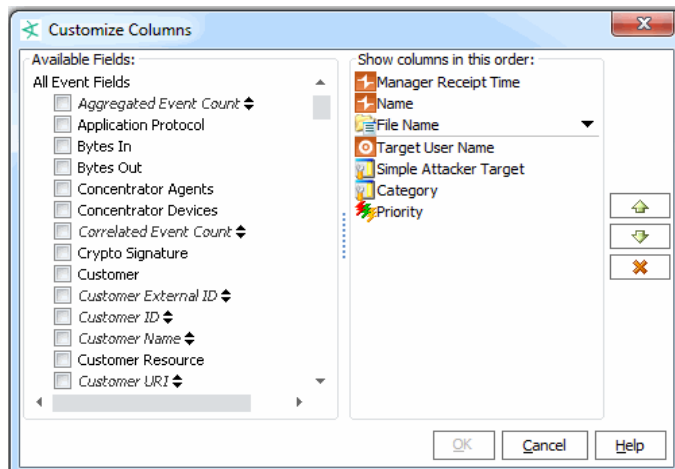 Customize Columns
Available Fields:
All Event Fields
Aggregated Event Count
Application Protocol
Bytes In
Bytes Out
Concentrator Agents
Concentrator Devices
Correlated Event Count
Crypto Signature
Customer
Customer External ID
Customer ID
Customer Name
Customer Resource
Customer URI
Show columns in this order:
Manager Receipt Time
Name
File Name
Target User Name
Simple Attacker Target
Category
Priority
OK
Cancel
Help